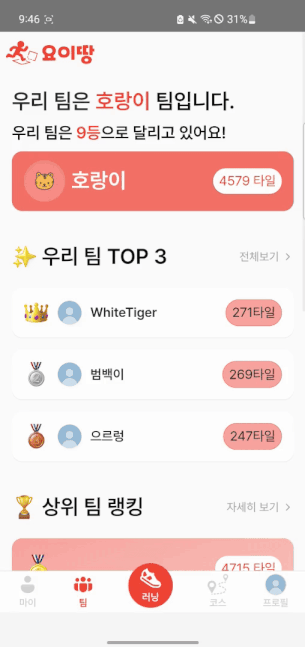 9:46
31%
요이땅
우리 팀은 호랑이 팀입니다.
우리 팀은 9등으로 달리고 있어요!
호랑이
4579 타일
우리 팀 TOP 3
전체보기 >
WhiteTiger
271타일
범백이
269타일
으르렁
247타일
상위 팀 랭킹
자세히 보기 >
4715 타일
마이
팀
러닝
코스
프로필